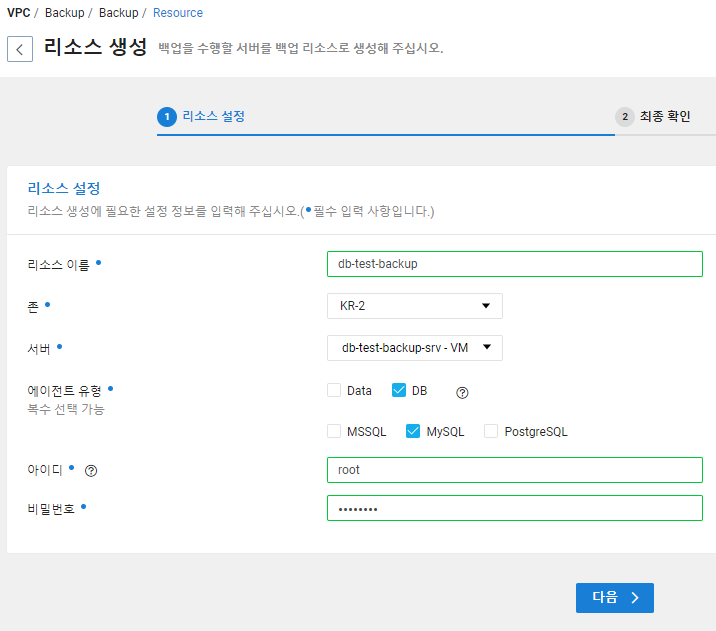 VPC / Backup / Backup / Resource
리소스 생성 백업을 수행할 서버를 백업 리소스로 생성해 주십시오.
1 리소스 설정 2 최종 확인
리소스 설정
리소스 생성에 필요한 설정 정보를 입력해 주십시오.(•필수 입력 사항입니다.)
리소스 이름 • db-test-backup
존 • KR-2
서버 • db-test-backup-srv - VM
에이전트 유형 • Data DB ?
복수 선택 가능
MSSQL MySQL PostgreSQL
아이디 • ? root
비밀번호 • ••••••••
다음 >